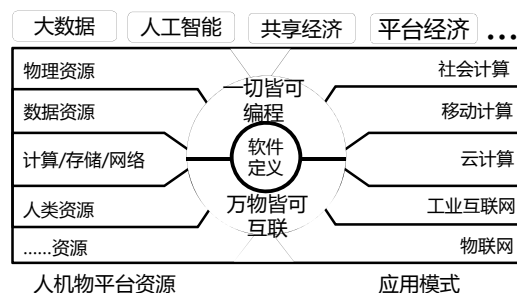 大数据 人工智能 共享经济 平台经济 ...
物理资源 社会计算
一切皆可
编程
数据资源 移动计算
软件
定义
计算/存储/网络 云计算
万物皆可
互联
人类资源 工业互联网
......资源 物联网
人机物平台资源 应用模式